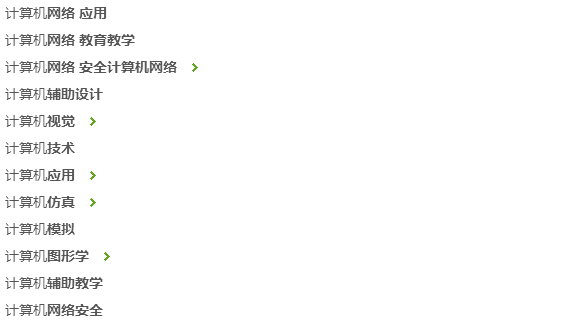 计算机网络 应用
计算机网络 教育教学
计算机网络 安全计算机网络
计算机辅助设计
计算机视觉
计算机技术
计算机应用
计算机仿真
计算机模拟
计算机图形学
计算机辅助教学
计算机网络安全